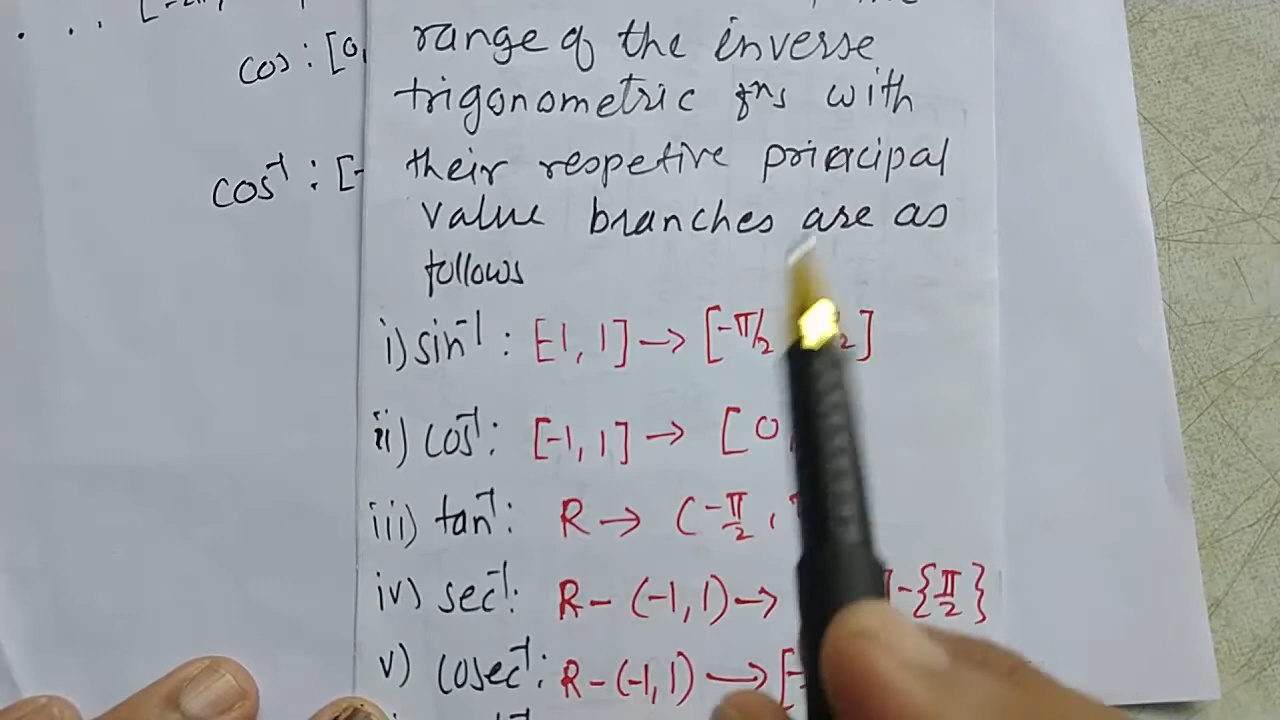 cos : [0,
cos⁻¹ : [-
range of the inverse
trigonometric fⁿs with
their respetive principal
value branches are as
follows
i) sin⁻¹ : [-1, 1] → [-π/2 2]
ii) cos⁻¹ : [-1, 1] → [0,
iii) tan⁻¹ : R → (-π/2,
iv) sec⁻¹ : R - (-1, 1) → ] - {π/2}
v) cosec⁻¹ : R - (-1, 1) → [-